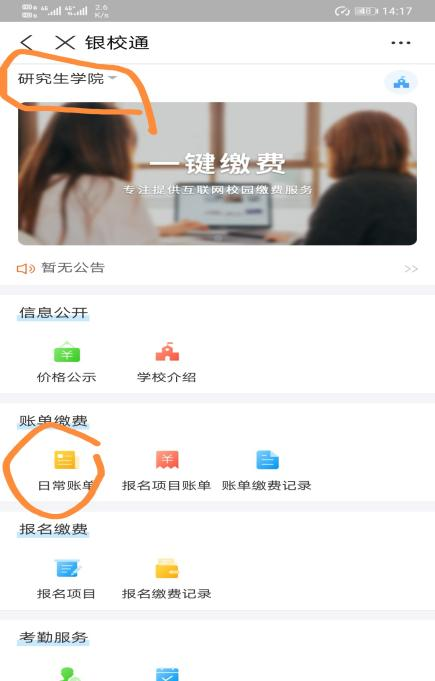 2.6
K/s
48
14:17
银校通
研究生学院
一键缴费
专注提供互联网校园缴费服务
暂无公告
>>
信息公开
价格公示 学校介绍
账单缴费
日常账单 报名项目账单 账单缴费记录
报名缴费
报名项目 报名缴费记录
考勤服务